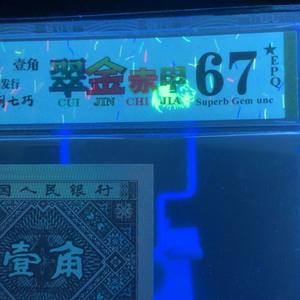 壹角
发行
七巧
翠金赤甲
CUI JIN CHI JIA
67
★EPQ
Superb Gem unc
国人民银行
壹角